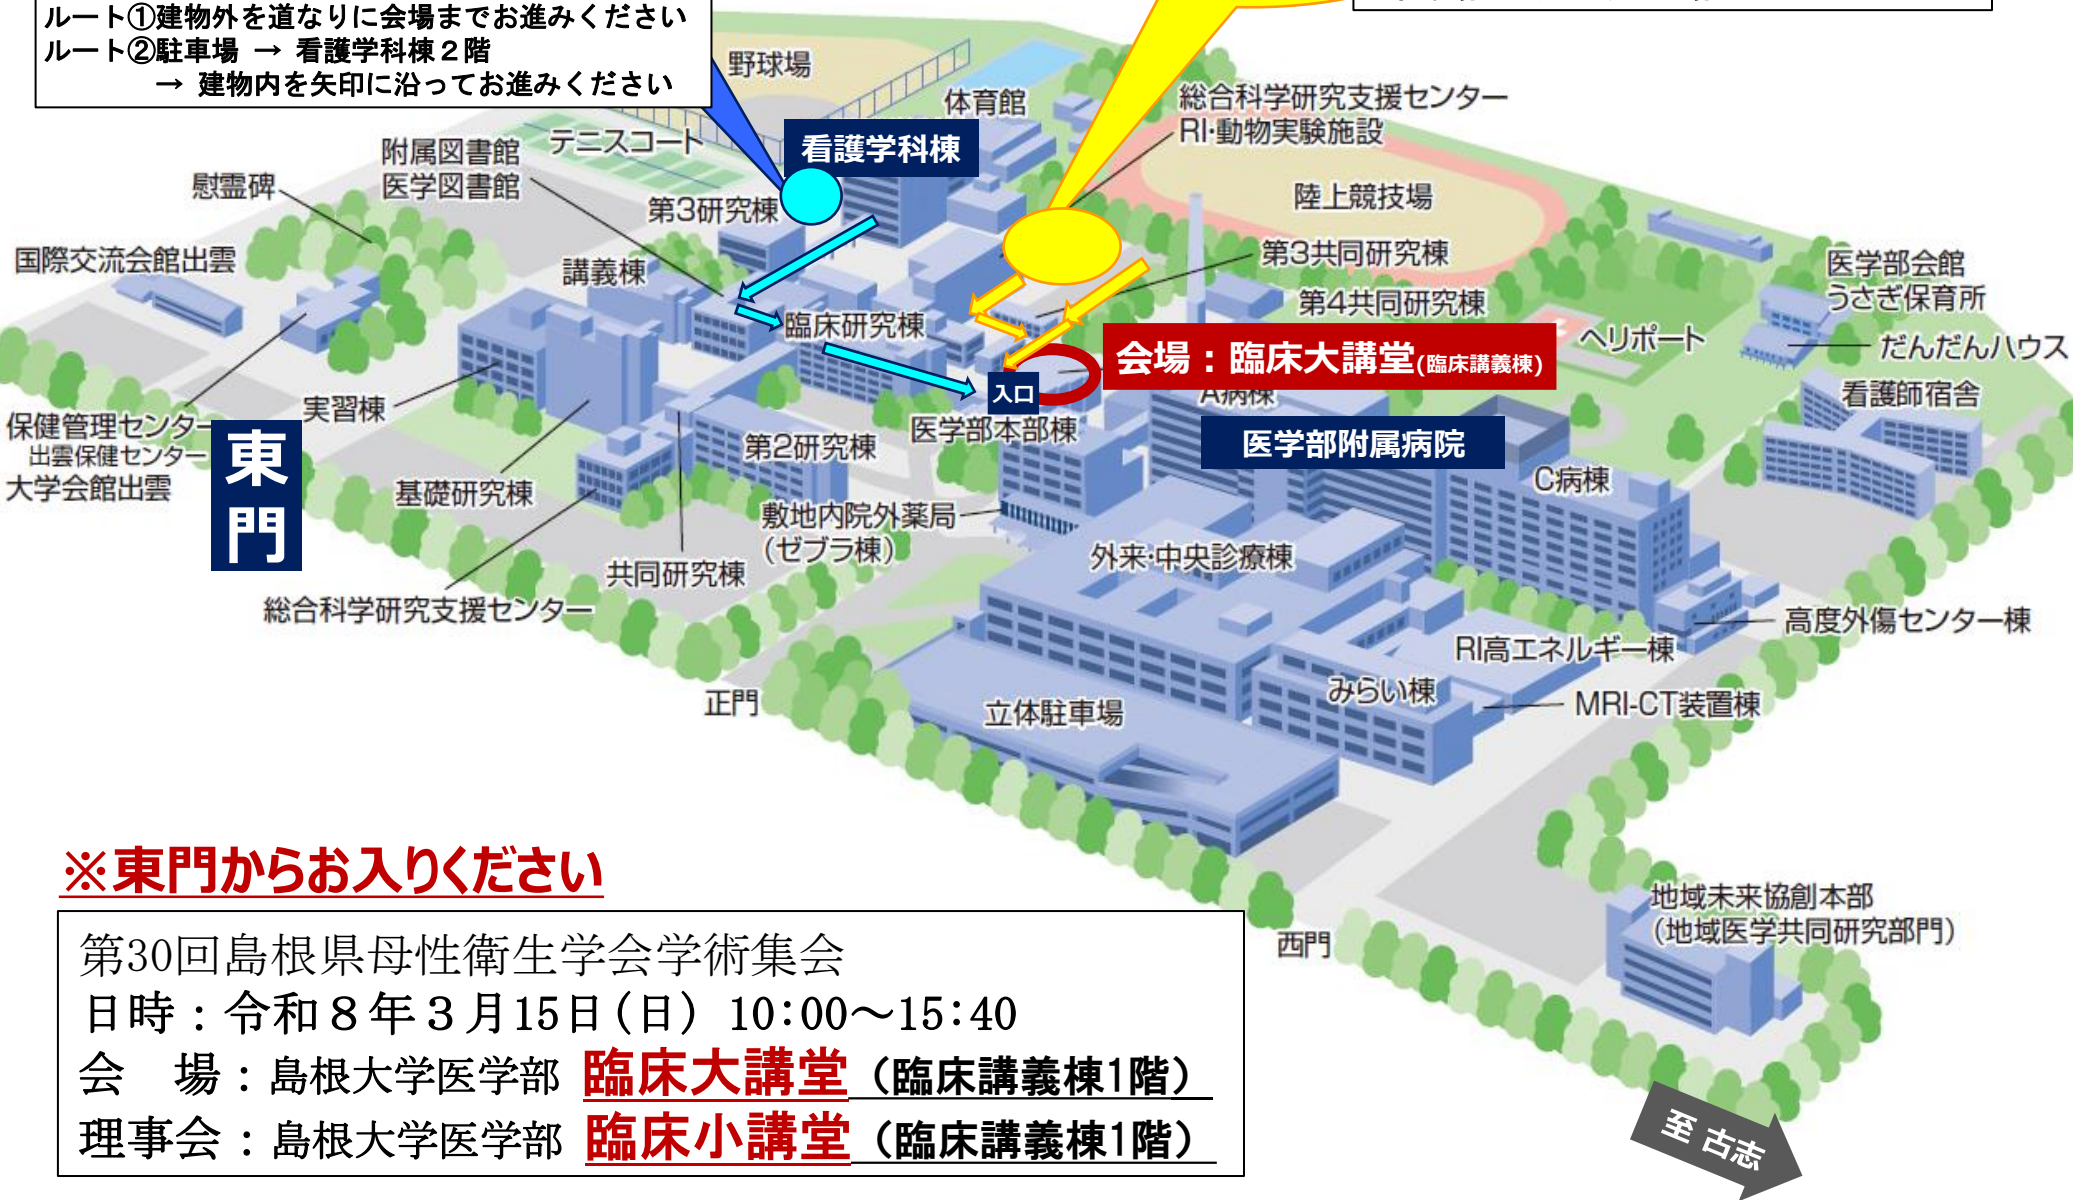 ルート①建物外を道なりに会場までお進みください
ルート②駐車場 → 看護学科棟２階
→ 建物内を矢印に沿ってお進みください
野球場
体育館
総合科学研究支援センター
RI・動物実験施設
テニスコート
看護学科棟
附属図書館
医学図書館
慰霊碑
第3研究棟
陸上競技場
国際交流会館出雲
講義棟
第3共同研究棟
医学部会館
うさぎ保育所
第4共同研究棟
臨床研究棟
ヘリポート
だんだんハウス
会場：臨床大講堂(臨床講義棟)
入口
A病棟
看護師宿舎
実習棟
保健管理センター
出雲保健センター
大学会館出雲
東門
医学部本部棟
医学部附属病院
第2研究棟
C病棟
基礎研究棟
敷地内院外薬局
(ゼブラ棟)
外来・中央診療棟
共同研究棟
総合科学研究支援センター
高度外傷センター棟
RI高エネルギー棟
みらい棟
MRI-CT装置棟
正門
立体駐車場
※東門からお入りください
地域未来協創本部
(地域医学共同研究部門)
西門
第30回島根県母性衛生学会学術集会
日時：令和８年３月15日(日) 10:00～15:40
会　場：島根大学医学部 臨床大講堂（臨床講義棟1階）
理事会：島根大学医学部 臨床小講堂（臨床講義棟1階）
至 古志